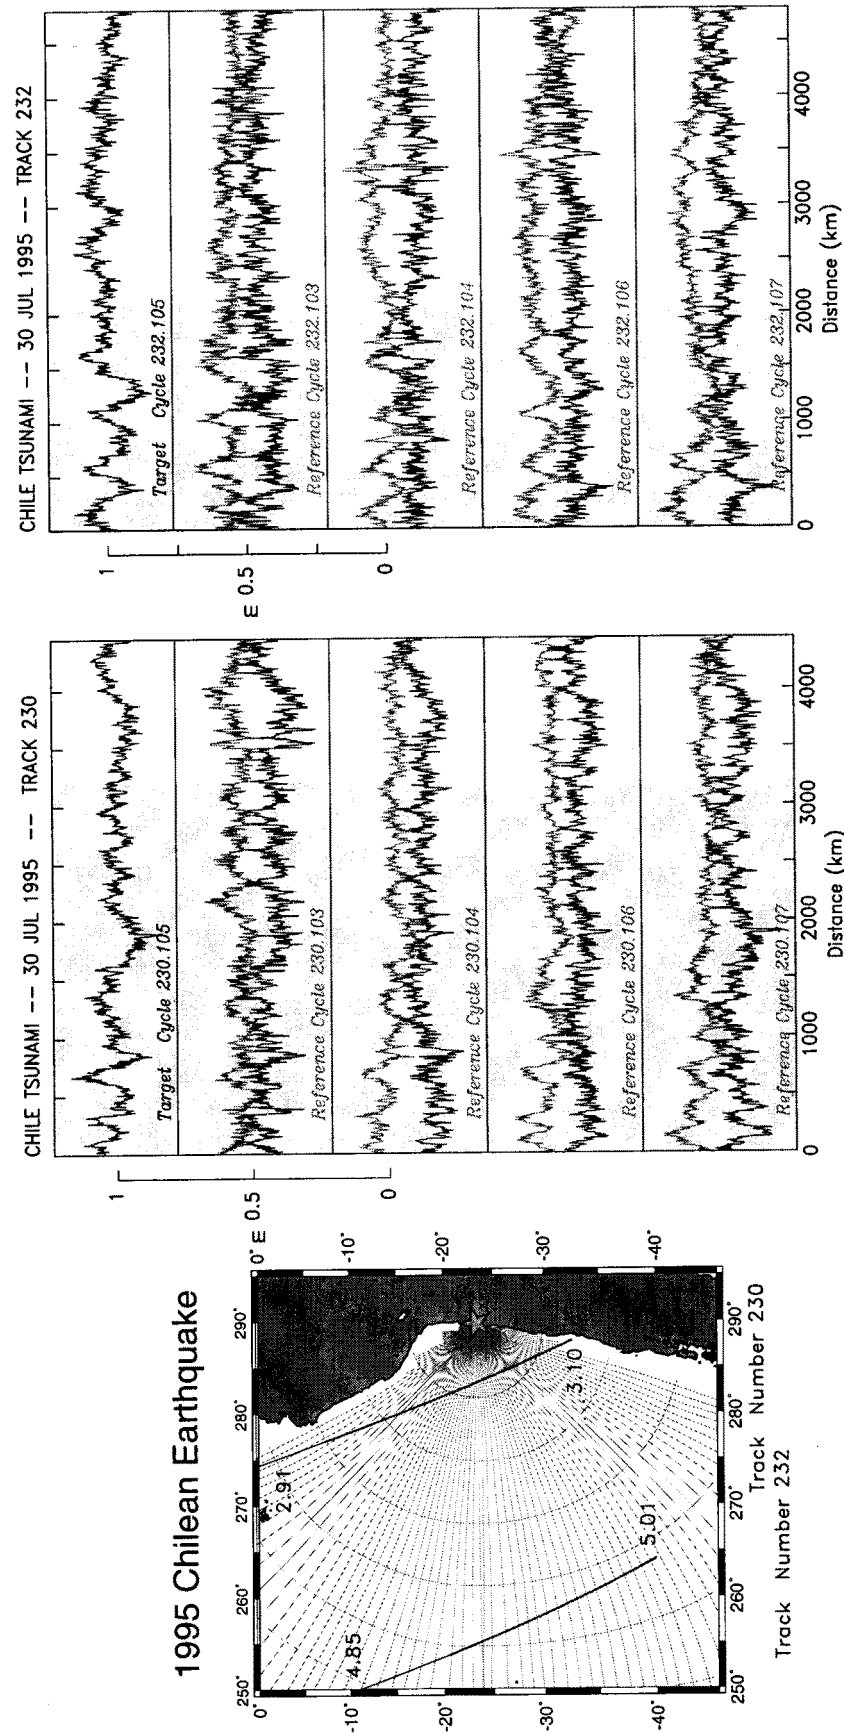 1995 Chilean Earthquake
250° 260° 270° 280° 290°
0° -10° -20° -30° -40°
-10° -20° -30° -40°
2.91
4.85
3.10
5.01
250° 260° 270° 280° 290°
Track Number 230
Track Number 232
CHILE TSUNAMI -- 30 JUL 1995 -- TRACK 230
m
1
0.5
0
Target Cycle 230.105
Reference Cycle 230.103
Reference Cycle 230.104
Reference Cycle 230.106
Reference Cycle 230.107
0 1000 2000 3000 4000
Distance (km)
CHILE TSUNAMI -- 30 JUL 1995 -- TRACK 232
m
1
0.5
0
Target Cycle 232.105
Reference Cycle 232.103
Reference Cycle 232.104
Reference Cycle 232.106
Reference Cycle 232.107
0 1000 2000 3000 4000
Distance (km)